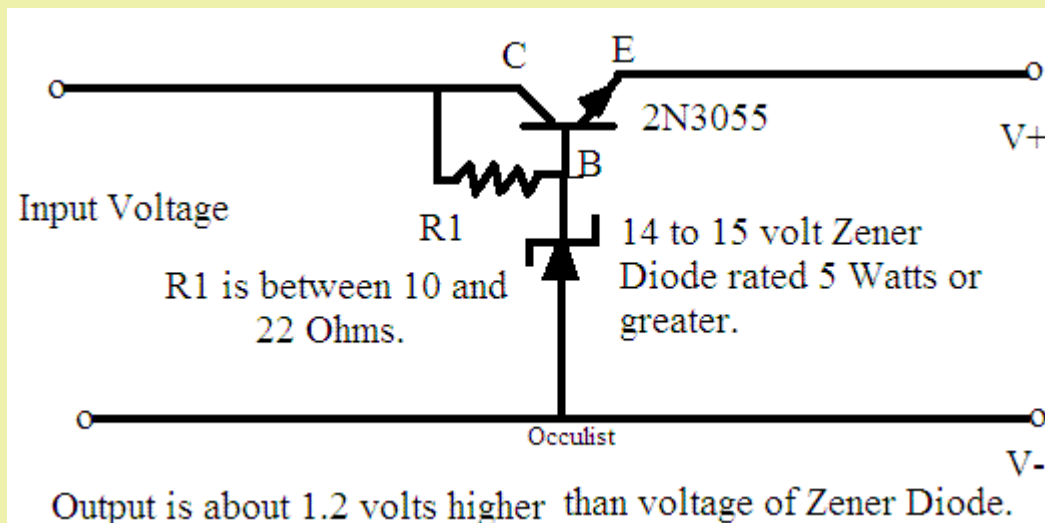 C
E
2N3055
V+
B
Input Voltage
R1
14 to 15 volt Zener
Diode rated 5 Watts or
greater.
R1 is between 10 and
22 Ohms.
Occulist
V-
Output is about 1.2 volts higher than voltage of Zener Diode.